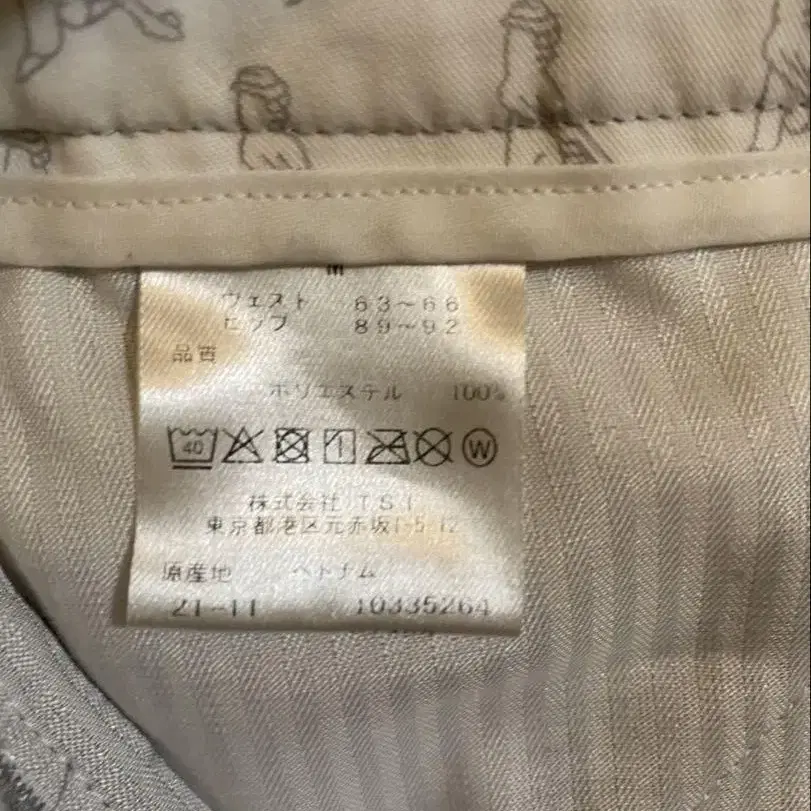 M
ウェスト 63~66
ヒップ 89~92
品質
ポリエステル 100%
40
W
株式会社 TSI
東京都港区元赤坂1-5-12
原産地 ベトナム
21-11 10335264